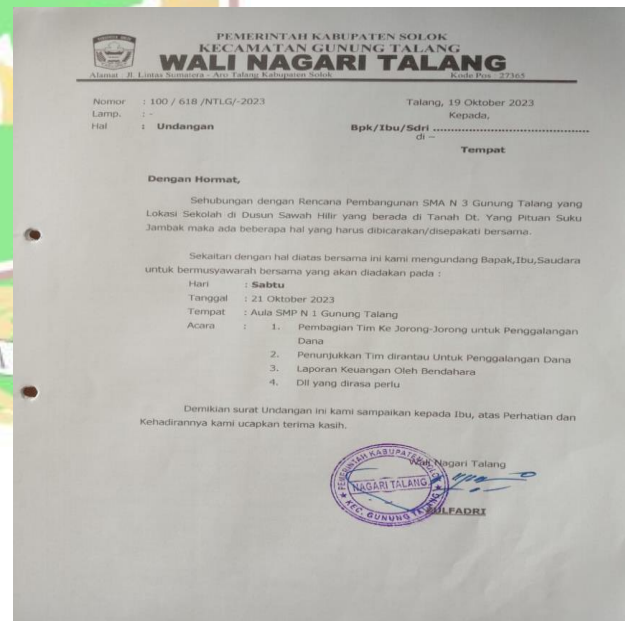 PEMERINTAH KABUPATEN SOLOK
KECAMATAN GUNUNG TALANG
WALI NAGARI TALANG
Alamat : Jl. Lintas Sumatera - Aro Talang Kabupaten Solok Kode Pos : 27365
Nomor : 100 / 618 /NTLG/-2023 Talang, 19 Oktober 2023
Lamp. : - Kepada,
Hal : Undangan Bpk/Ibu/Sdri ..........................................
di –
Tempat
Dengan Hormat,
Sehubungan dengan Rencana Pembangunan SMA N 3 Gunung Talang yang
Lokasi Sekolah di Dusun Sawah Hilir yang berada di Tanah Dt. Yang Pituan Suku
Jambak maka ada beberapa hal yang harus dibicarakan/disepakati bersama.
Sekaitan dengan hal diatas bersama ini kami mengundang Bapak,Ibu,Saudara
untuk bermusyawarah bersama yang akan diadakan pada :
Hari : Sabtu
Tanggal : 21 Oktober 2023
Tempat : Aula SMP N 1 Gunung Talang
Acara : 1. Pembagian Tim Ke Jorong-Jorong untuk Penggalangan
Dana
2. Penunjukkan Tim dirantau Untuk Penggalangan Dana
3. Laporan Keuangan Oleh Bendahara
4. Dll yang dirasa perlu
Demikian surat Undangan ini kami sampaikan kepada Ibu, atas Perhatian dan
Kehadirannya kami ucapkan terima kasih.
Wali Nagari Talang
PEMERINTAH KABUPATEN SOLOK
NAGARI TALANG
KEC. GUNUNG TALANG
ZULFADRI